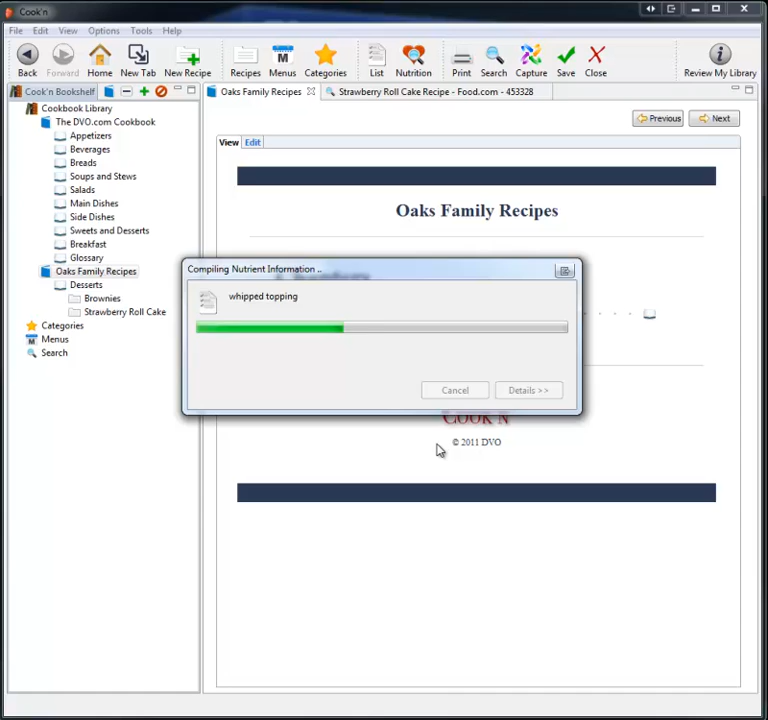 Cook'n
File Edit View Options Tools Help
Back Forward Home New Tab New Recipe Recipes Menus Categories List Nutrition Print Search Capture Save Close Review My Library
Cook'n Bookshelf
Oaks Family Recipes Strawberry Roll Cake Recipe - Food.com - 453328
Cookbook Library
The DVO.com Cookbook
Appetizers
Beverages
Breads
Soups and Stews
Salads
Main Dishes
Side Dishes
Sweets and Desserts
Breakfast
Glossary
Oaks Family Recipes
Desserts
Brownies
Strawberry Roll Cake
Categories
Menus
Search
Previous Next
View Edit
Oaks Family Recipes
Compiling Nutrient Information ..
whipped topping
Cancel Details >>
Cook'n
© 2011 DVO